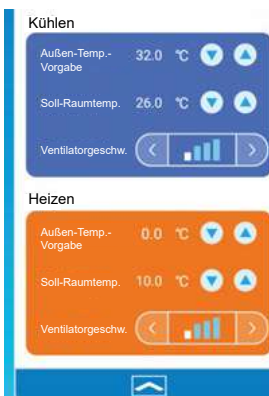 Kühlen
Außen-Temp.-
Vorgabe
32.0 ℃
Soll-Raumtemp. 26.0 ℃
Ventilatorgeschw.
Heizen
Außen-Temp.-
Vorgabe
0.0 ℃
Soll-Raumtemp. 10.0 ℃
Ventilatorgeschw.